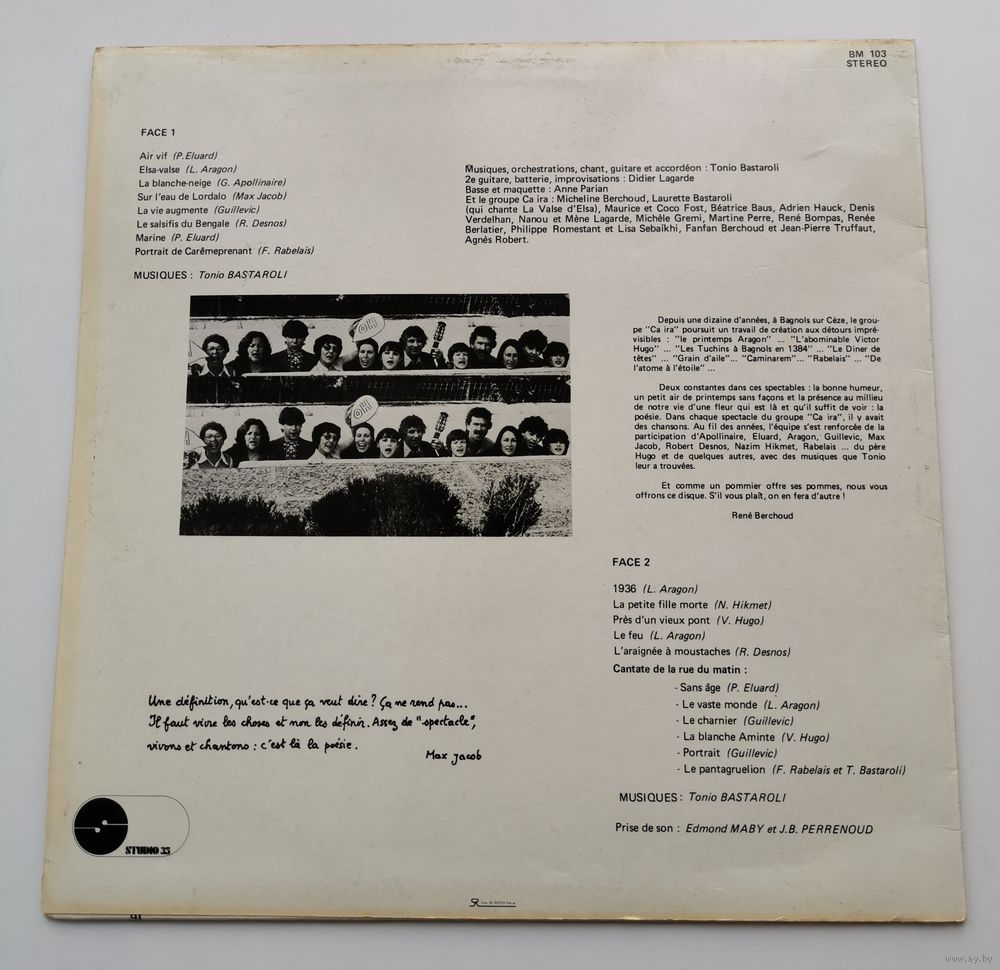 BM 103
STEREO
FACE 1
Air vif (P.Eluard)
Elsa-valse (L. Aragon)
La blanche-neige (G. Apollinaire)
Sur l'eau de Lordalo (Max Jacob)
La vie augmente (Guillevic)
Le salsifis du Bengale (R. Desnos)
Marine (P. Eluard)
Portrait de Carêmeprenant (F. Rabelais)
MUSIQUES : Tonio BASTAROLI
Musiques, orchestrations, chant, guitare et accordéon : Tonio Bastaroli
2e guitare, batterie, improvisations : Didier Lagarde
Basse et maquette : Anne Parian
Et le groupe Ca ira : Micheline Berchoud, Laurette Bastaroli
(qui chante La Valse d'Elsa), Maurice et Coco Fost, Béatrice Baus, Adrien Hauck, Denis
Verdelhan, Nanou et Mène Lagarde, Michèle Gremi, Martine Perre, René Bompas, Renée
Berlatier, Philippe Romestant et Lisa Sebaïkhi, Fanfan Berchoud et Jean-Pierre Truffaut,
Agnès Robert.
OH!
OH!
Depuis une dizaine d'années, à Bagnols sur Cèze, le grou-
pe "Ca ira" poursuit un travail de création aux détours impré-
visibles : "le printemps Aragon" ... "L'abominable Victor
Hugo" ... "Les Tuchins à Bagnols en 1384" ... "Le Diner de
têtes" ... "Grain d'aile"... "Caminarem"... "Rabelais" ... "De
l'atome à l'étoile" ...
Deux constantes dans ces spectables : la bonne humeur,
un petit air de printemps sans façons et la présence au millieu
de notre vie d'une fleur qui est là et qu'il suffit de voir : la
poésie. Dans chaque spectacle du groupe "Ca ira", il y avait
des chansons. Au fil des années, l'équipe s'est renforcée de la
participation d'Apollinaire, Eluard, Aragon, Guillevic, Max
Jacob, Robert Desnos, Nazim Hikmet, Rabelais ... du père
Hugo et de quelques autres, avec des musiques que Tonio
leur a trouvées.
Et comme un pommier offre ses pommes, nous vous
offrons ce disque. S'il vous plaît, on en fera d'autre !
René Berchoud
FACE 2
1936 (L. Aragon)
La petite fille morte (N. Hikmet)
Près d'un vieux pont (V. Hugo)
Le feu (L. Aragon)
L'araignée à moustaches (R. Desnos)
Cantate de la rue du matin :
- Sans âge (P. Eluard)
- Le vaste monde (L. Aragon)
- Le charnier (Guillevic)
- La blanche Aminte (V. Hugo)
- Portrait (Guillevic)
- Le pantagruelion (F. Rabelais et T. Bastaroli)
MUSIQUES : Tonio BASTAROLI
Prise de son : Edmond MABY et J.B. PERRENOUD
Une définition, qu'est-ce que ça veut dire ? Ça ne rend pas...
Il faut vivre les choses et non les définir. Assez de "spectacle",
vivons et chantons : c'est là la poésie.
Max Jacob
STUDIO 35
SR
www.ay.by